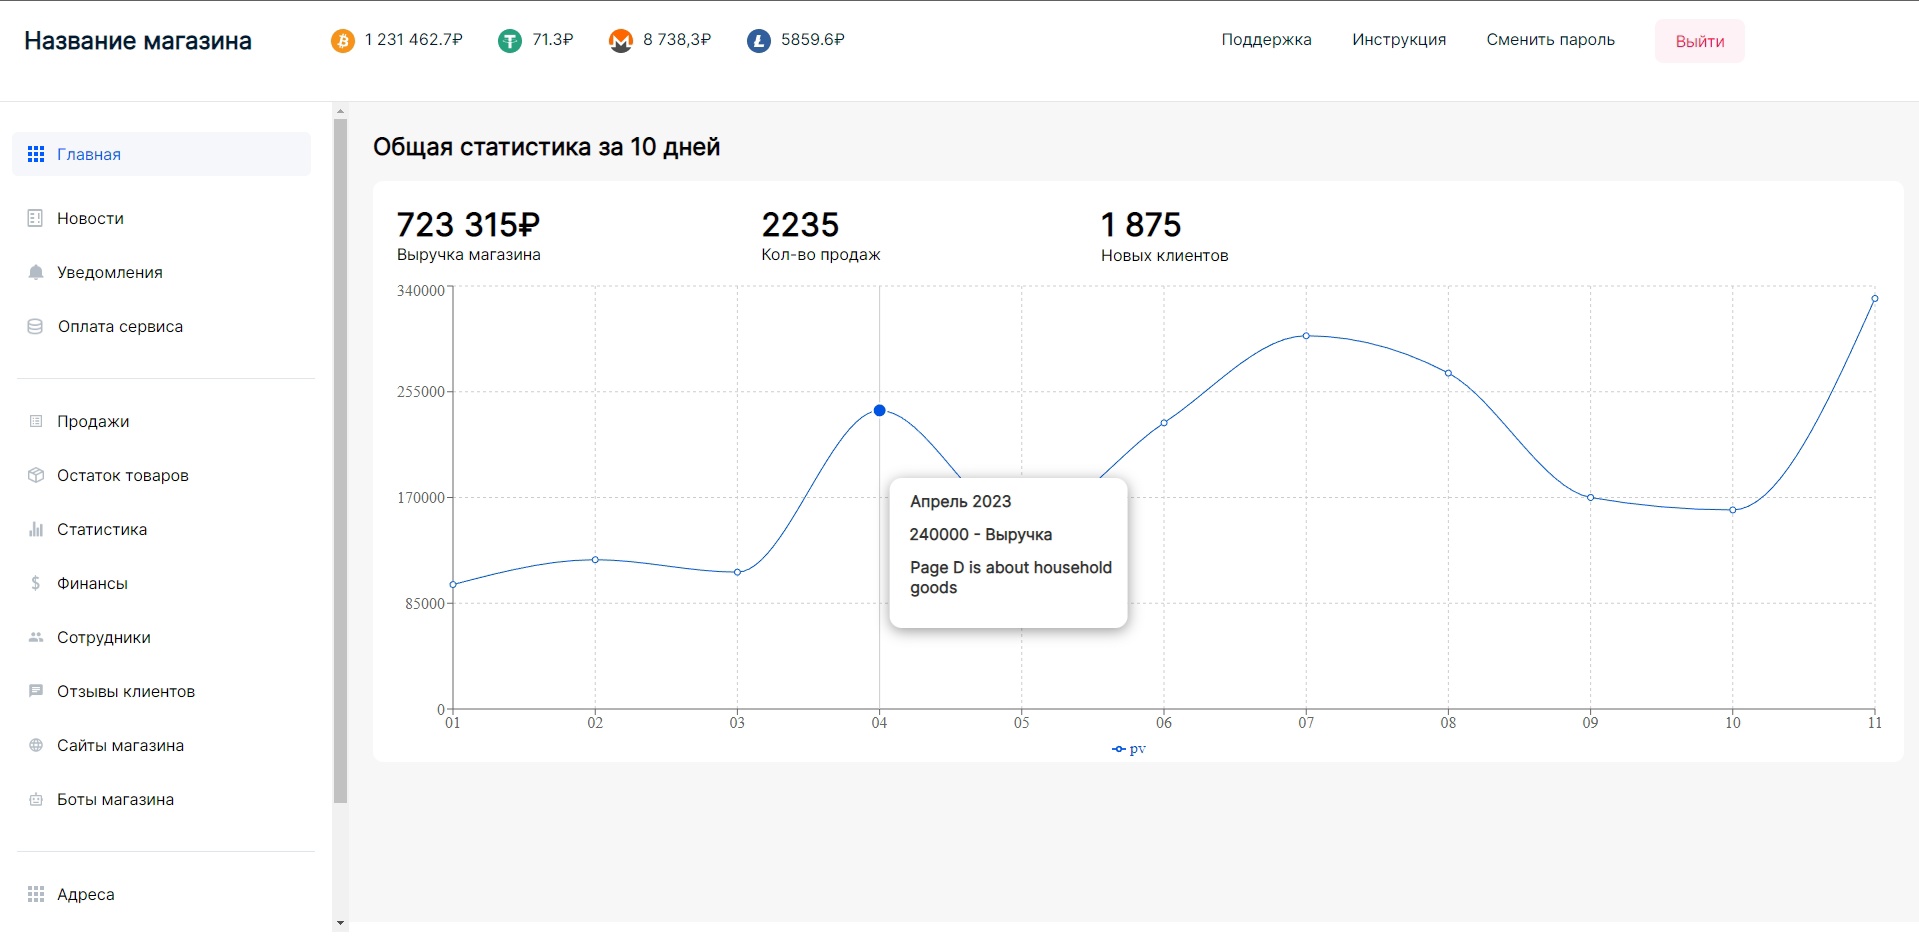 Название магазина
1 231 462.7₽
71.3₽
8 738,3₽
5859.6₽
Поддержка
Инструкция
Сменить пароль
Выйти
Главная
Новости
Уведомления
Оплата сервиса
Продажи
Остаток товаров
Статистика
Финансы
Сотрудники
Отзывы клиентов
Сайты магазина
Боты магазина
Адреса
Общая статистика за 10 дней
723 315₽
Выручка магазина
2235
Кол-во продаж
1 875
Новых клиентов
340000
255000
170000
85000
0
Апрель 2023
240000 - Выручка
Page D is about household
goods
01 02 03 04 05 06 07 08 09 10 11
pv